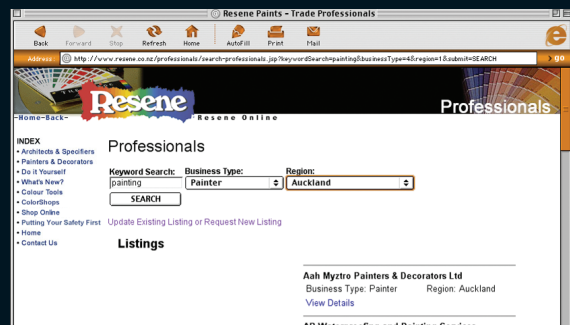 Resene Paints - Trade Professionals
Back Forward Stop Refresh Home AutoFill Print Mail
Address: http://www.resene.co.nz/professionals/search-professionals.jsp?keywordSearch=painting&businessType=4&region=1&submit=SEARCH go
Resene
Professionals
-Home-Back-
Resene Online
INDEX
• Architects & Specifiers
• Painters & Decorators
• Do it Yourself
• What's New?
• Colour Tools
• ColorShops
• Shop Online
• Putting Your Safety First
• Home
• Contact Us
Professionals
Keyword Search: Business Type: Region:
painting Painter Auckland
SEARCH
Update Existing Listing or Request New Listing
Listings
Aah Myztro Painters & Decorators Ltd
Business Type: Painter Region: Auckland
View Details